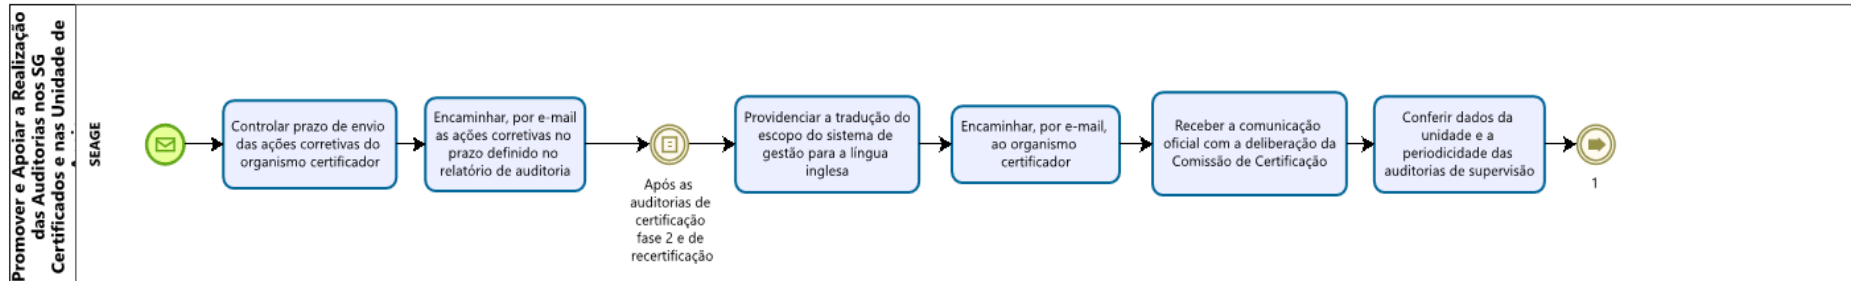 Promover e Apoiar a Realização
das Auditorias nos SG
Certificados e nas Unidade de
SEAGE
Controlar prazo de envio
das ações corretivas do
organismo certificador
Encaminhar, por e-mail
as ações corretivas no
prazo definido no
relatório de auditoria
Após as
auditorias de
certificação
fase 2 e de
recertificação
Providenciar a tradução do
escopo do sistema de
gestão para a língua
inglesa
Encaminhar, por e-mail,
ao organismo
certificador
Receber a comunicação
oficial com a deliberação da
Comissão de Certificação
Conferir dados da
unidade e a
periodicidade das
auditorias de supervisão
1